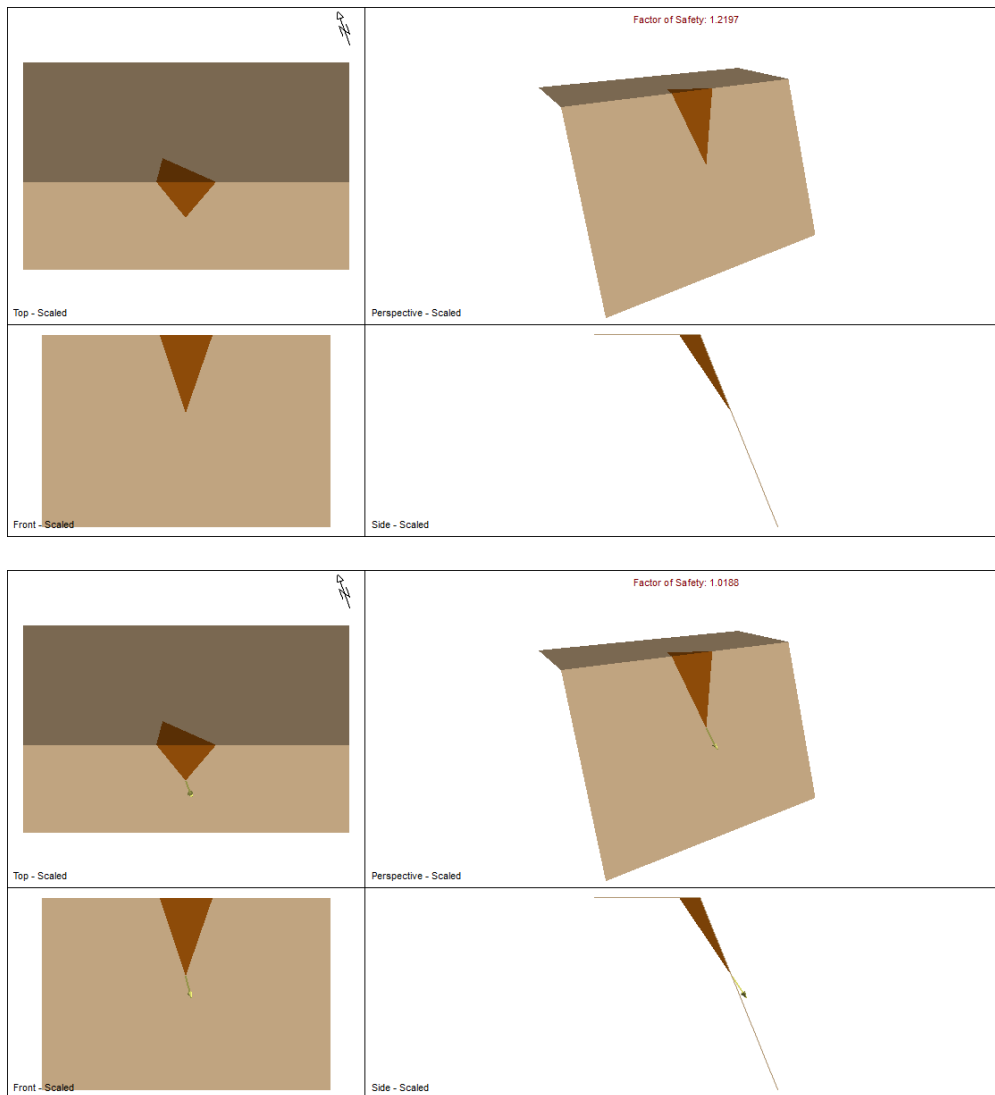 N
Factor of Safety: 1.2197
Top - Scaled
Perspective - Scaled
Front - Scaled
Side - Scaled
N
Factor of Safety: 1.0188
Top - Scaled
Perspective - Scaled
Front - Scaled
Side - Scaled